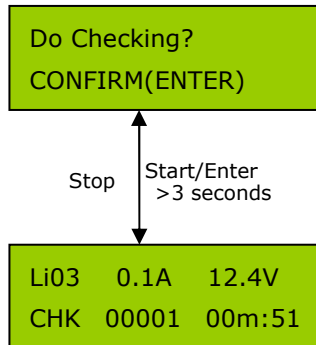 Do Checking?
CONFIRM(ENTER)
Stop
Start/Enter
>3 seconds
Li03 0.1A 12.4V
CHK 00001 00m:51